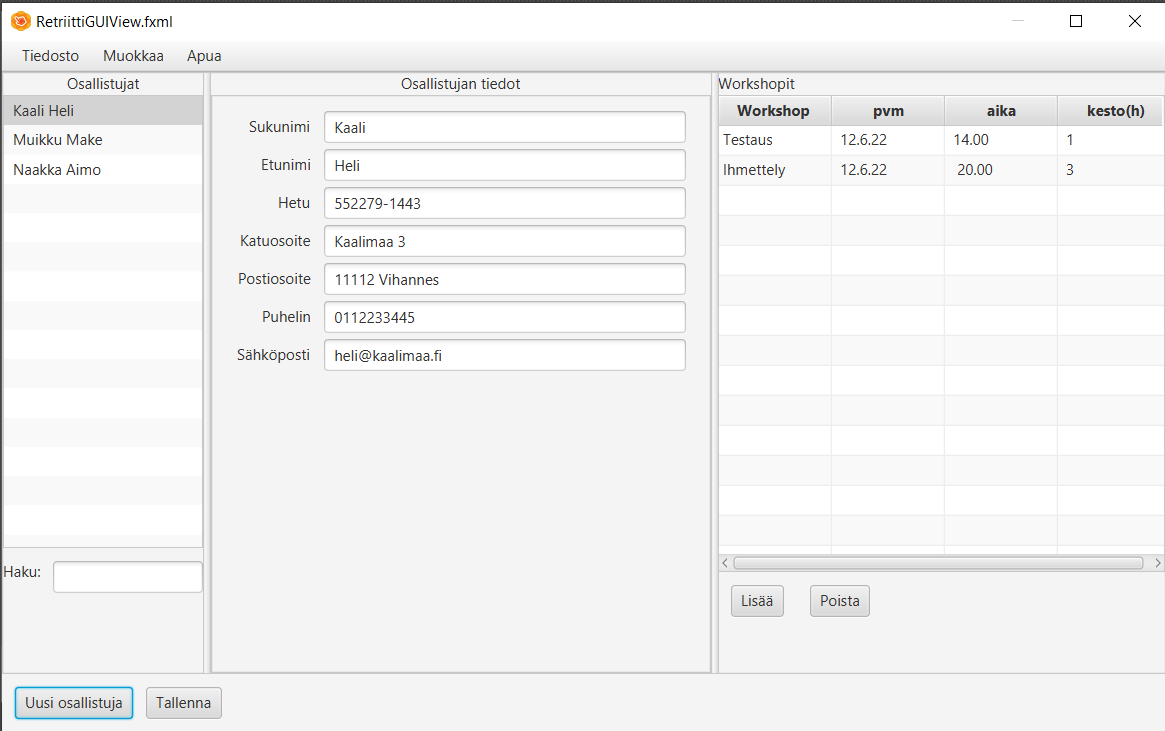 RetriittiGUIView.fxml
Tiedosto Muokkaa Apua
Osallistujat
Kaali Heli
Muikku Make
Naakka Aimo
Haku:
Osallistujan tiedot
Sukunimi Kaali
Etunimi Heli
Hetu 552279-1443
Katuosoite Kaalimaa 3
Postiosoite 11112 Vihannes
Puhelin 0112233445
Sähköposti heli@kaalimaa.fi
Workshopit
Workshop pvm aika kesto(h)
Testaus 12.6.22 14.00 1
Ihmettely 12.6.22 20.00 3
Lisää Poista
Uusi osallistuja Tallenna